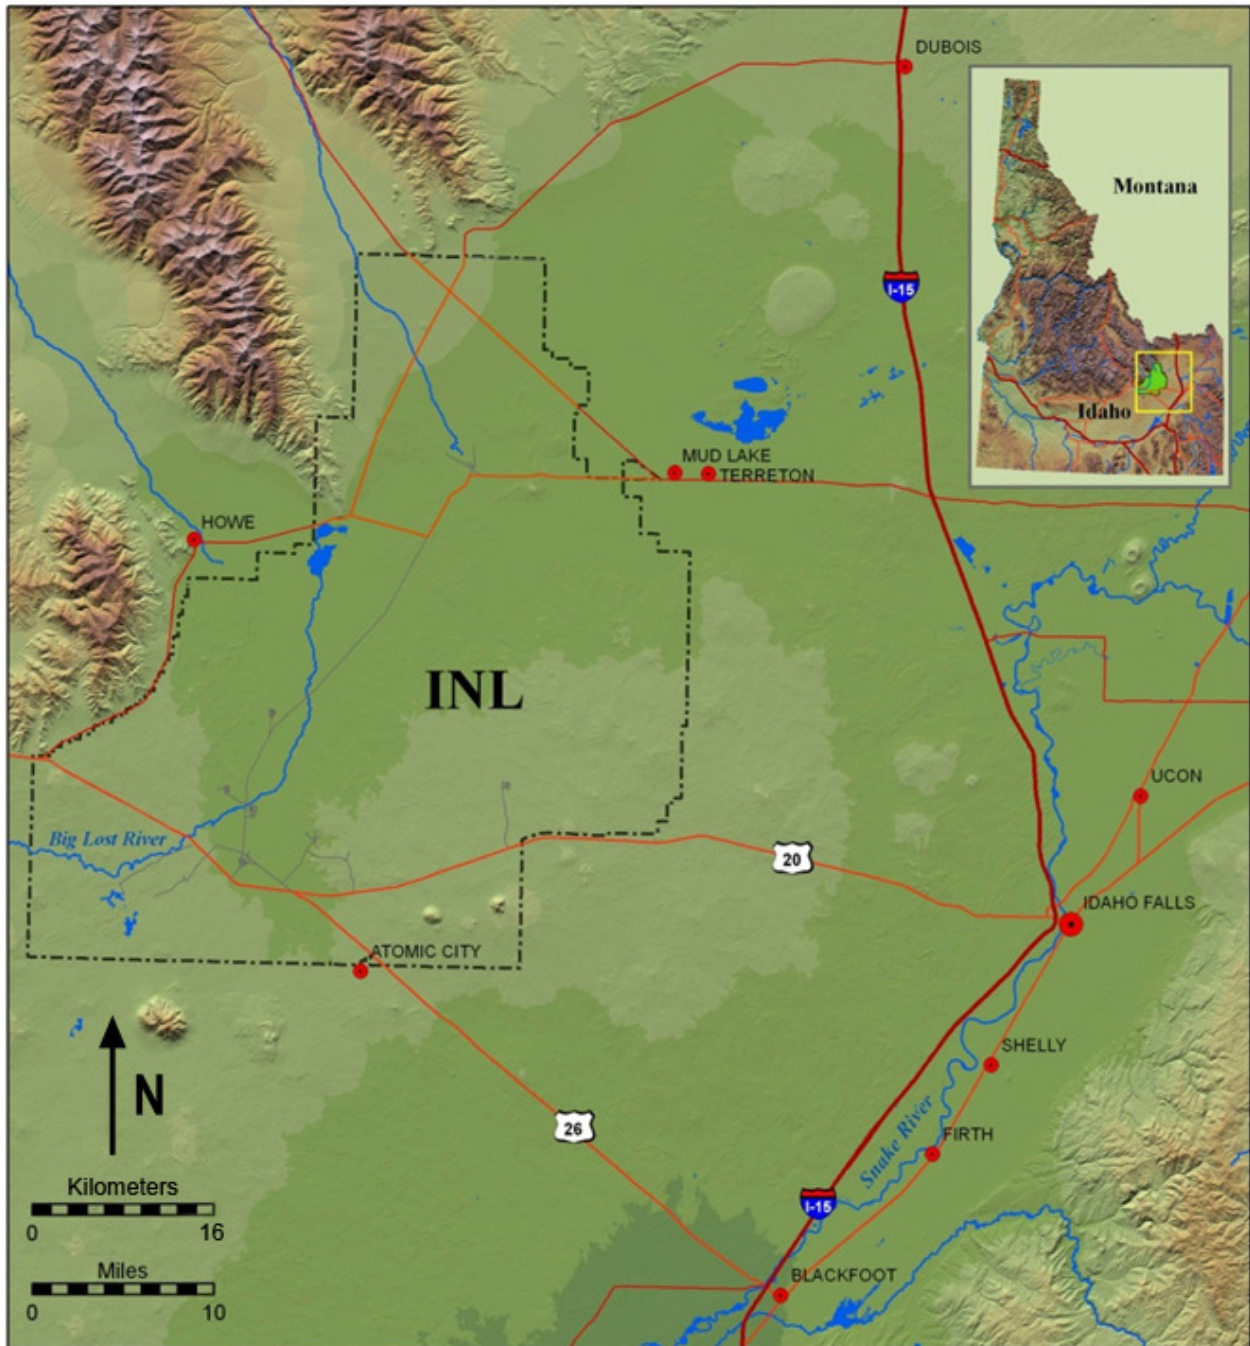 DUBOIS
Montana
I-15
Idaho
MUD LAKE
TERRETON
HOWE
INL
UCON
Big Lost River
20
IDAHO FALLS
ATOMIC CITY
N
SHELLY
26
Snake River
FIRTH
Kilometers
0 16
I-15
Miles
0 10
BLACKFOOT